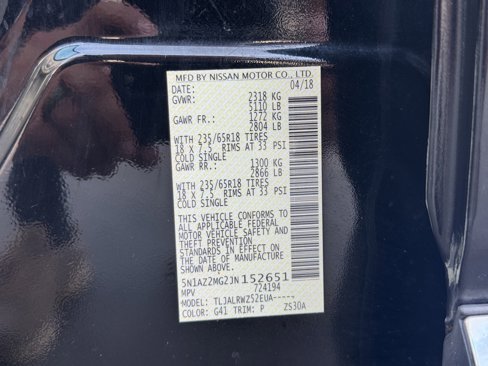 MFD BY NISSAN MOTOR CO., LTD.
DATE: 04/18
GVWR: 2318 KG
5110 LB
GAWR FR.: 1272 KG
2804 LB
WITH 235/65R18 TIRES
18 X 7.5 RIMS AT 33 PSI
COLD SINGLE
GAWR RR.: 1300 KG
2866 LB
WITH 235/65R18 TIRES
18 X 7.5 RIMS AT 33 PSI
COLD SINGLE
THIS VEHICLE CONFORMS TO
ALL APPLICABLE FEDERAL
MOTOR VEHICLE SAFETY AND
THEFT PREVENTION
STANDARDS IN EFFECT ON
THE DATE OF MANUFACTURE
SHOWN ABOVE.
5N1AZ2MG2JN152651
MPV 724194
MODEL: TLJALRWZ52EUA-----
COLOR: G41 TRIM: P ZS30A